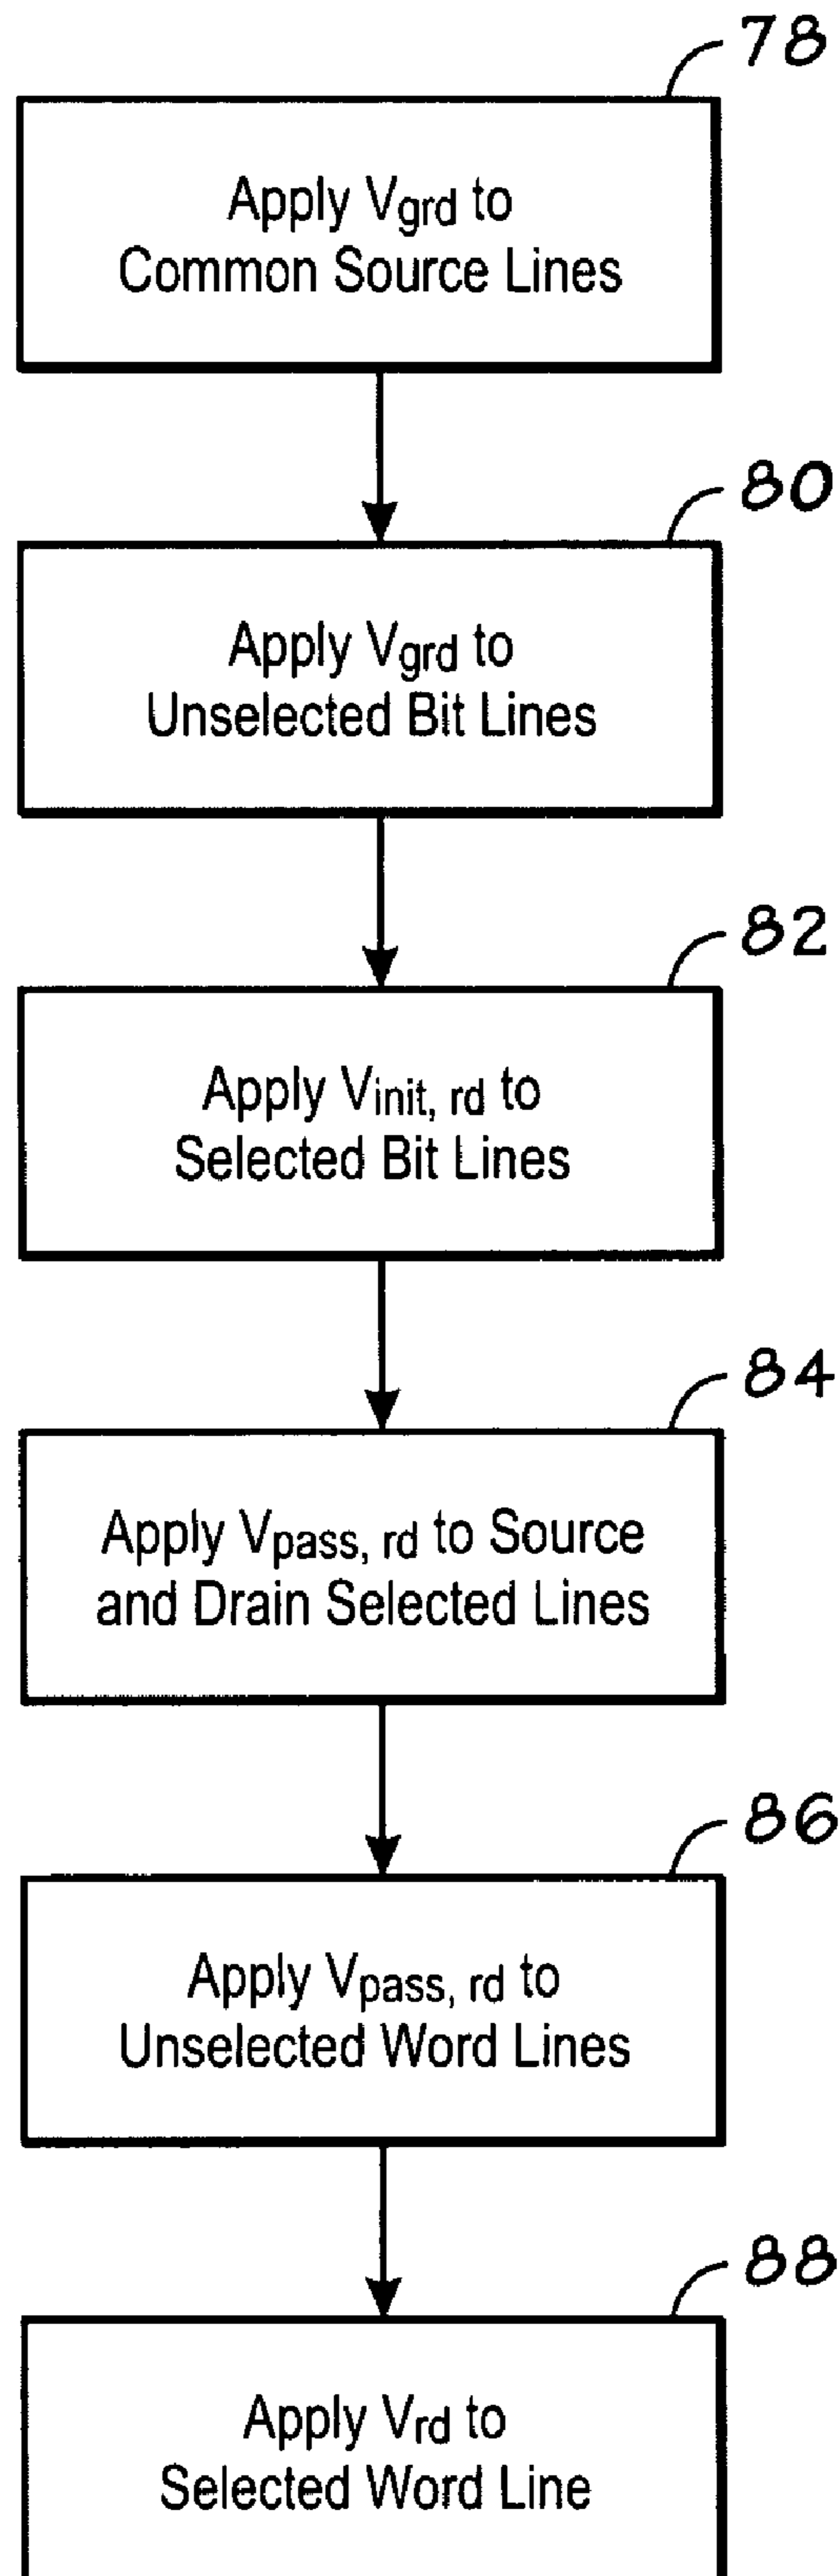 78
Apply Vgrd to
Common Source Lines
80
Apply Vgrd to
Unselected Bit Lines
82
Apply Vinit, rd to
Selected Bit Lines
84
Apply Vpass, rd to Source
and Drain Selected Lines
86
Apply Vpass, rd to
Unselected Word Lines
88
Apply Vrd to
Selected Word Line